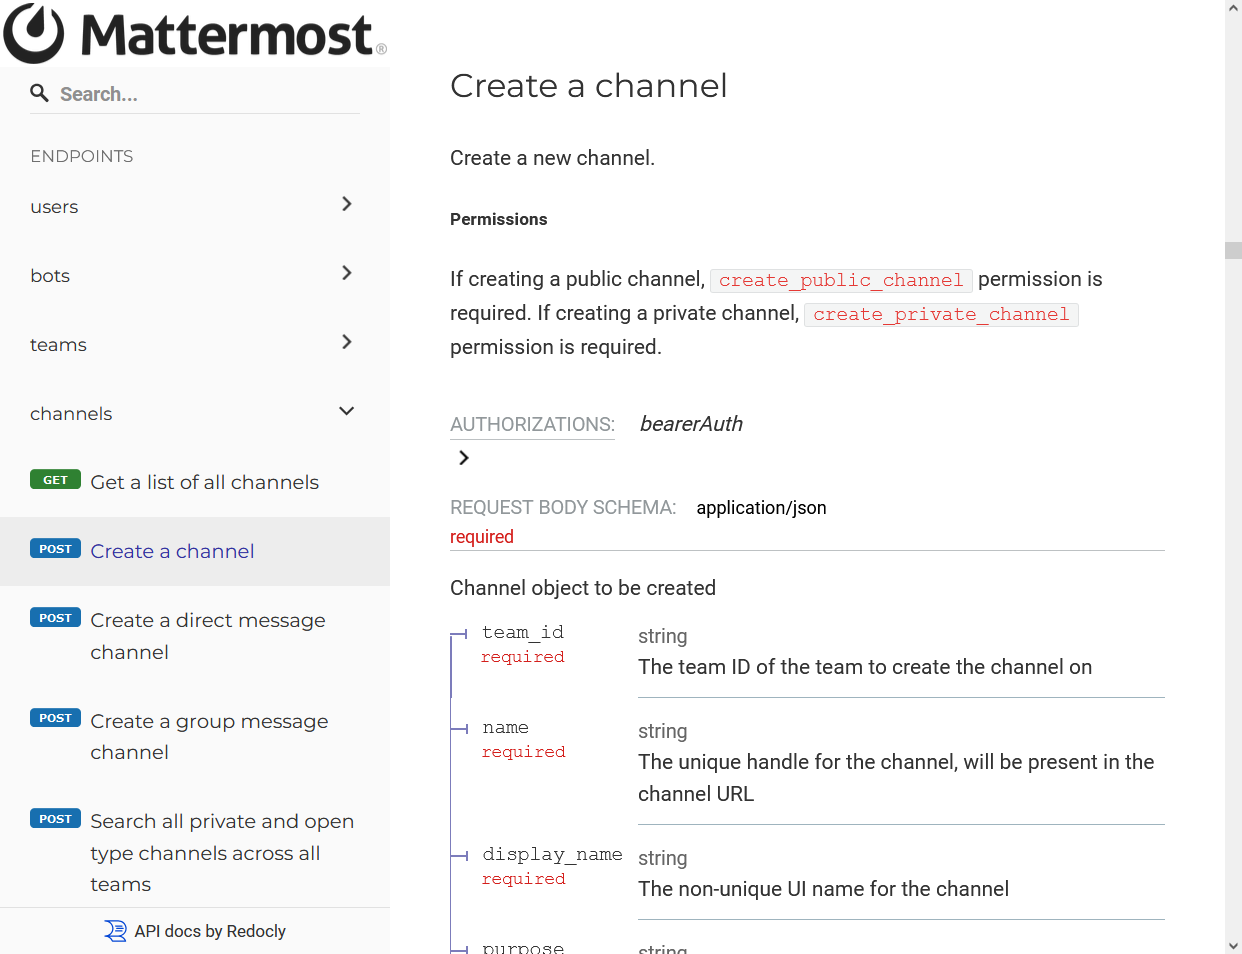 Mattermost®
Search...
ENDPOINTS
users
bots
teams
channels
GET Get a list of all channels
POST Create a channel
POST Create a direct message
channel
POST Create a group message
channel
POST Search all private and open
type channels across all
teams
API docs by Redocly
Create a channel
Create a new channel.
Permissions
If creating a public channel, create_public_channel permission is
required. If creating a private channel, create_private_channel
permission is required.
AUTHORIZATIONS: bearerAuth
REQUEST BODY SCHEMA: application/json
required
Channel object to be created
team_id string
required
The team ID of the team to create the channel on
name string
required
The unique handle for the channel, will be present in the
channel URL
display_name string
required
The non-unique UI name for the channel
purpose string